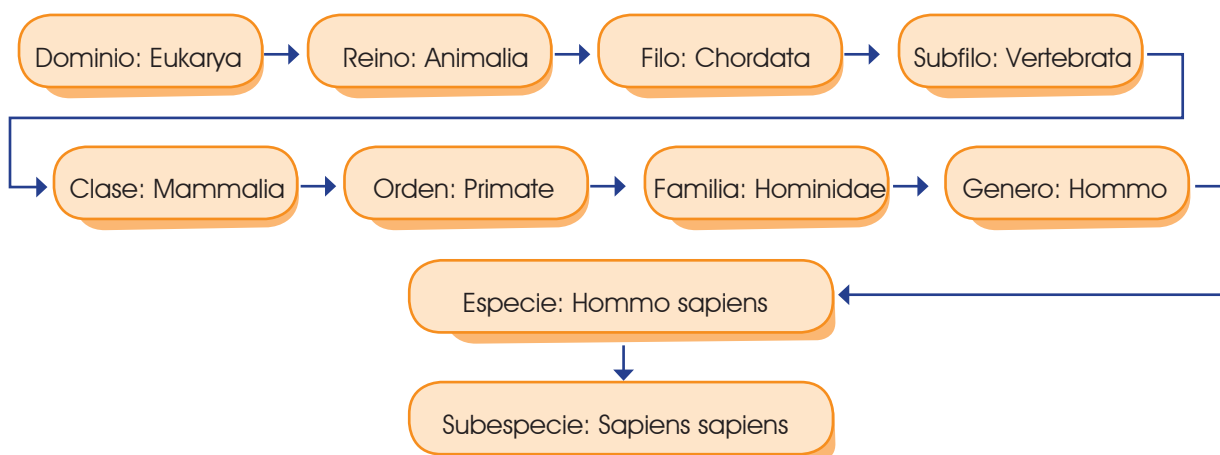 Dominio: Eukarya
Reino: Animalia
Filo: Chordata
Subfilo: Vertebrata
Clase: Mammalia
Orden: Primate
Familia: Hominidae
Genero: Hommo
Especie: Hommo sapiens
Subespecie: Sapiens sapiens